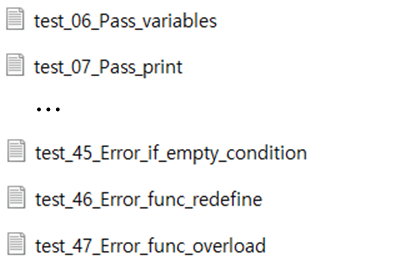 test_06_Pass_variables
test_07_Pass_print
...
test_45_Error_if_empty_condition
test_46_Error_func_redefine
test_47_Error_func_overload